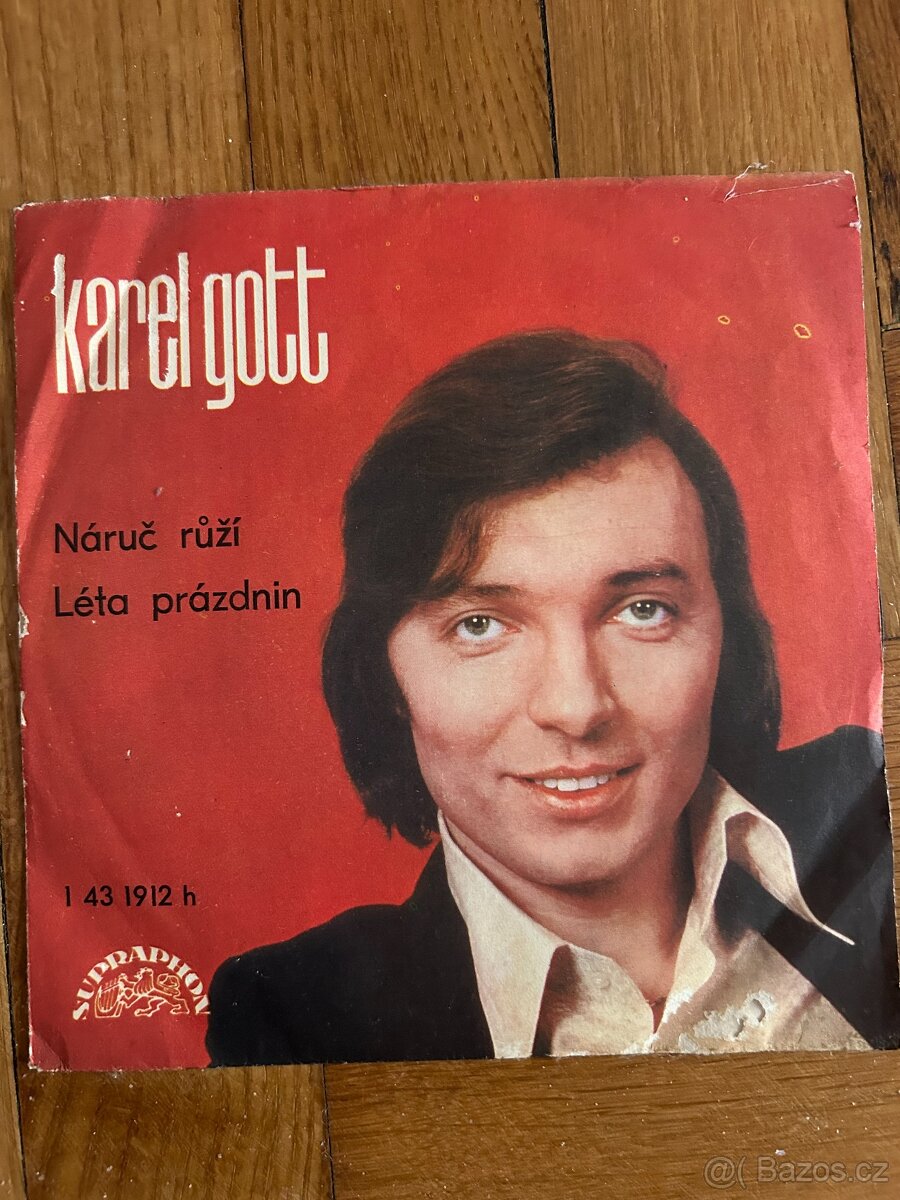 karel gott
Náruč růží
Léta prázdnin
1 43 1912 h
SUPRAPHON
@( Bazos.cz